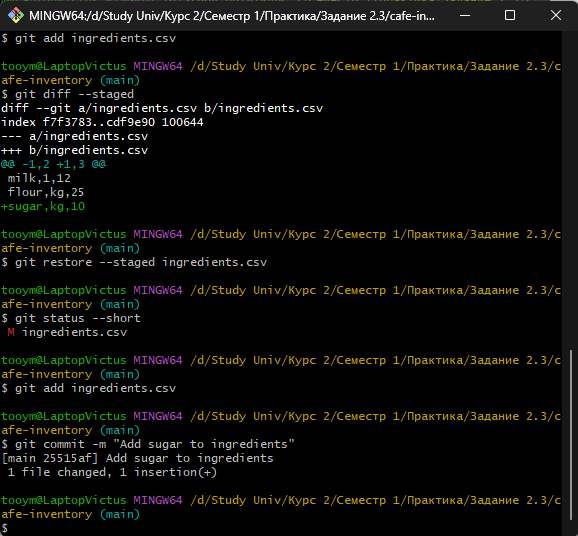 MINGW64:/d/Study Univ/Курс 2/Семестр 1/Практика/Задание 2.3/cafe-in...
$ git add ingredients.csv
tooym@LaptopVictus MINGW64 /d/Study Univ/Курс 2/Семестр 1/Практика/Задание 2.3/c
afe-inventory (main)
$ git diff --staged
diff --git a/ingredients.csv b/ingredients.csv
index f7f3783..cdf9e90 100644
--- a/ingredients.csv
+++ b/ingredients.csv
@@ -1,2 +1,3 @@
 milk,1,12
 flour,kg,25
+sugar,kg,10
tooym@LaptopVictus MINGW64 /d/Study Univ/Курс 2/Семестр 1/Практика/Задание 2.3/c
afe-inventory (main)
$ git restore --staged ingredients.csv
tooym@LaptopVictus MINGW64 /d/Study Univ/Курс 2/Семестр 1/Практика/Задание 2.3/c
afe-inventory (main)
$ git status --short
 M ingredients.csv
tooym@LaptopVictus MINGW64 /d/Study Univ/Курс 2/Семестр 1/Практика/Задание 2.3/c
afe-inventory (main)
$ git add ingredients.csv
tooym@LaptopVictus MINGW64 /d/Study Univ/Курс 2/Семестр 1/Практика/Задание 2.3/c
afe-inventory (main)
$ git commit -m "Add sugar to ingredients"
[main 25515af] Add sugar to ingredients
 1 file changed, 1 insertion(+)
tooym@LaptopVictus MINGW64 /d/Study Univ/Курс 2/Семестр 1/Практика/Задание 2.3/c
afe-inventory (main)
$